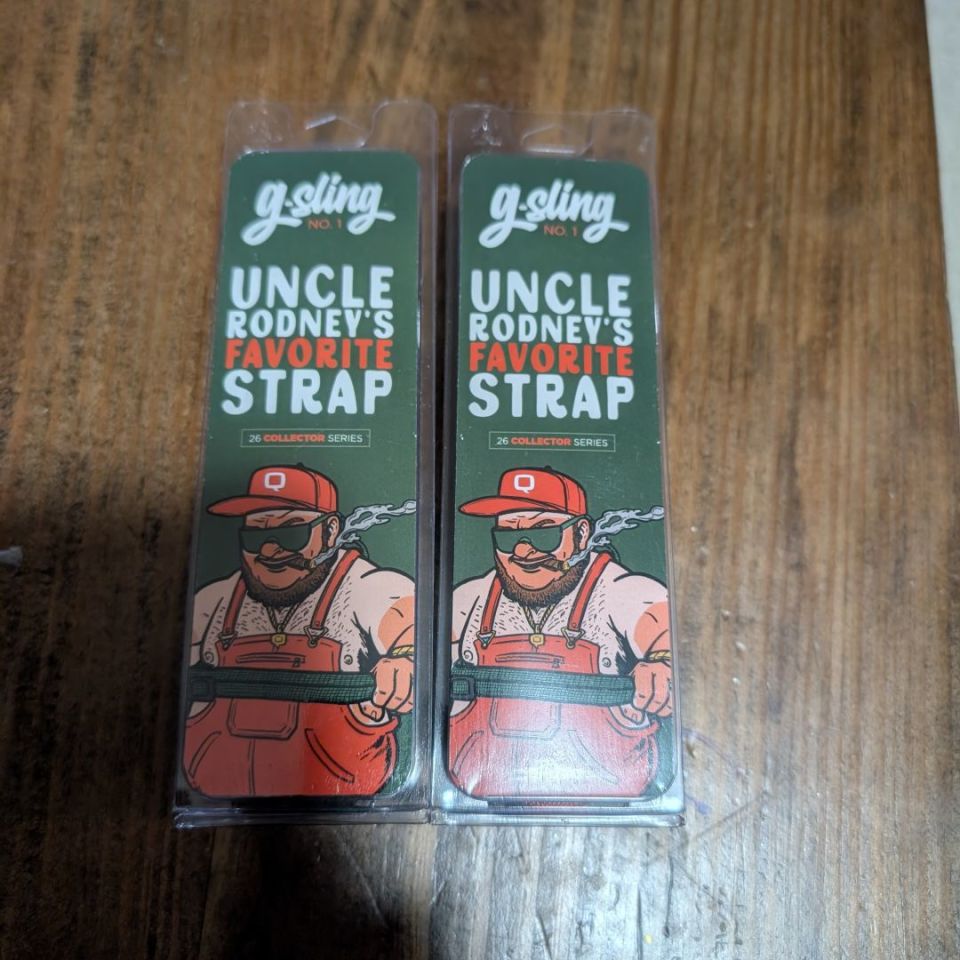 g-sling
NO. 1
UNCLE
RODNEY'S
FAVORITE
STRAP
26 COLLECTOR SERIES
Q
g-sling
NO. 1
UNCLE
RODNEY'S
FAVORITE
STRAP
26 COLLECTOR SERIES
Q